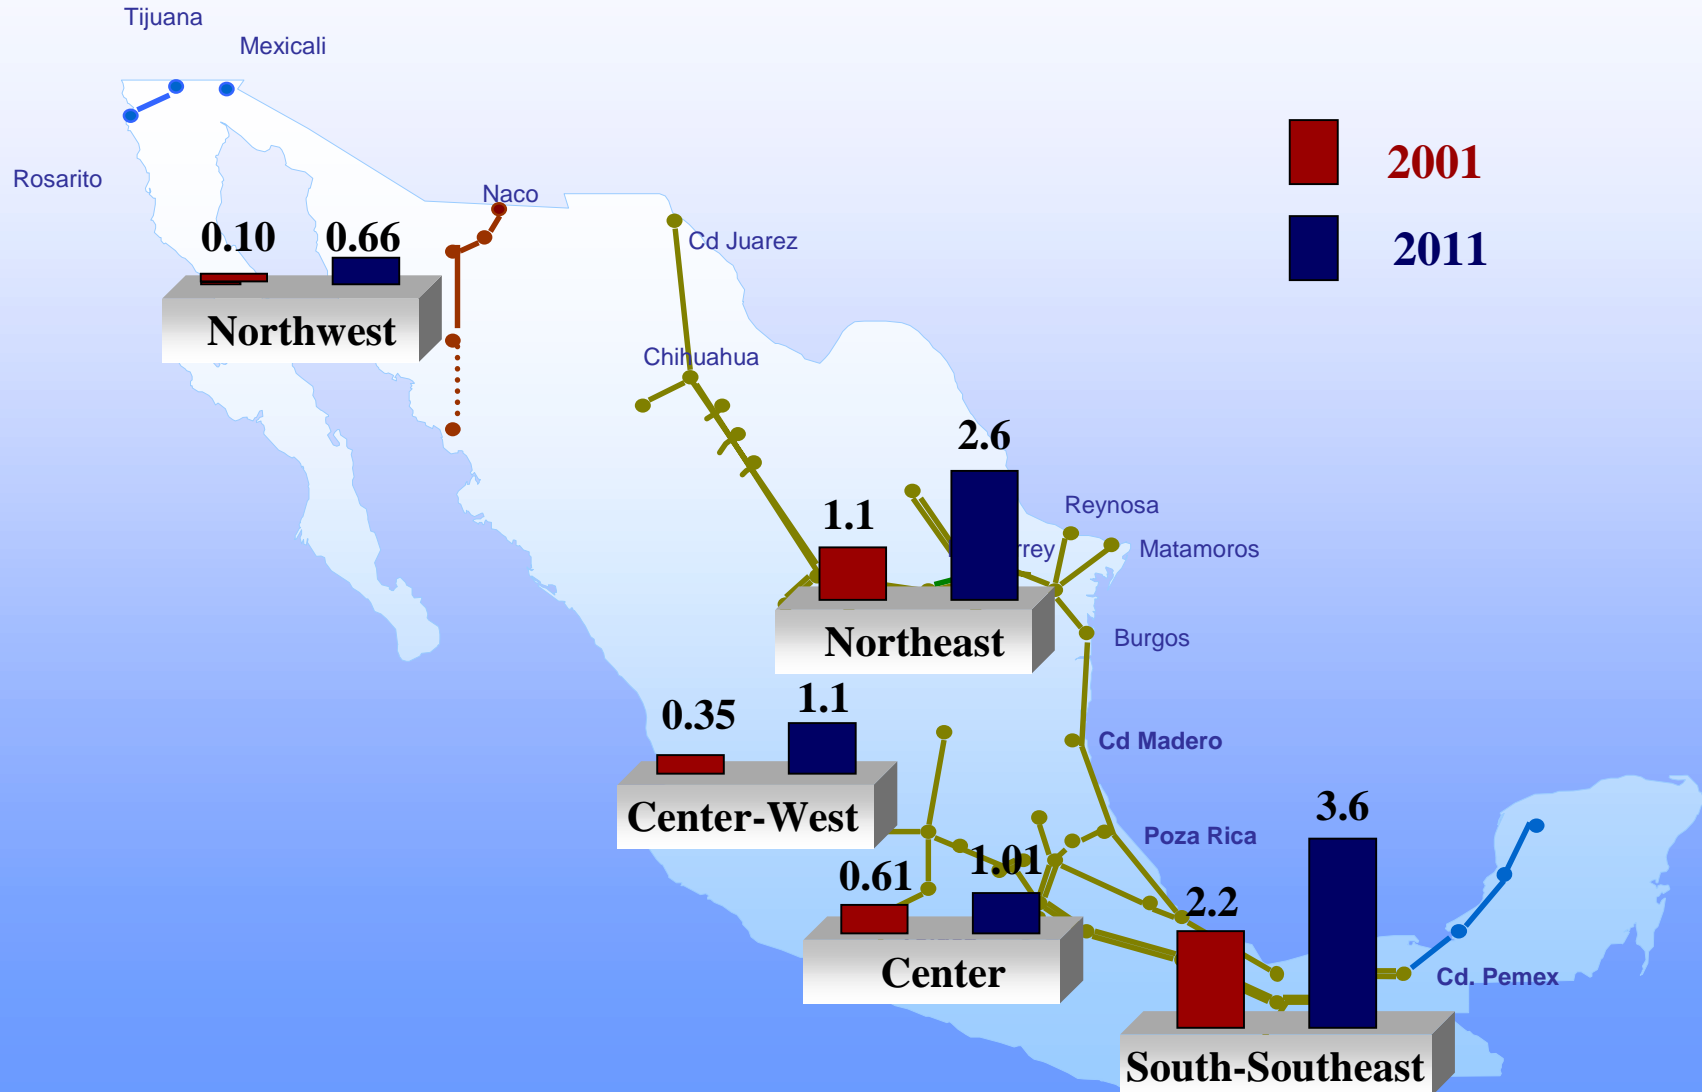 Tijuana
Mexicali
2001
Rosarito
Naco
0.10
0.66
Cd Juarez
2011
Northwest
Chihuahua
2.6
1.1
Reynosa
rrey
Matamoros
Northeast
Burgos
0.35
1.1
Cd Madero
Center-West
3.6
Poza Rica
0.61
1.01
2.2
Center
Cd. Pemex
South-Southeast